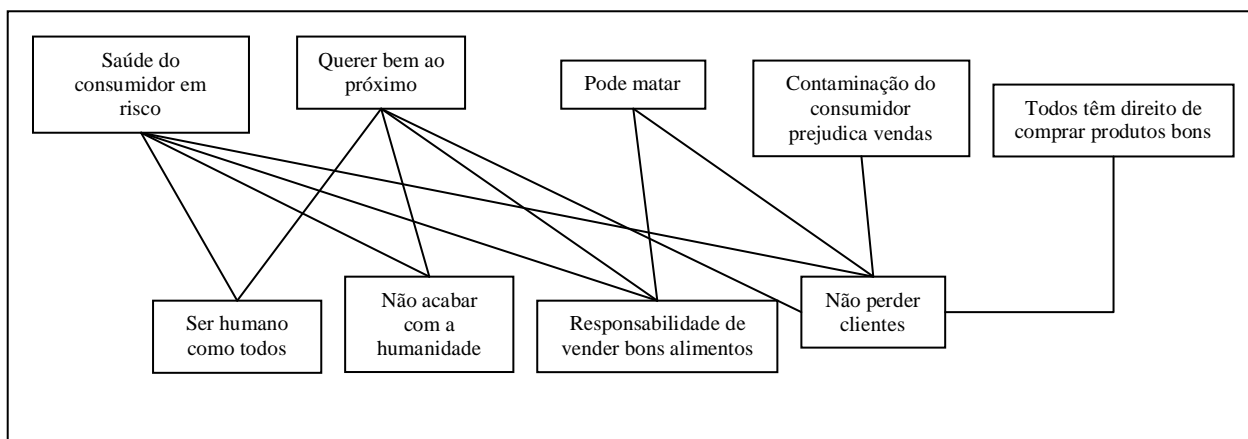 Saúde do
consumidor em
risco
Querer bem ao
próximo
Pode matar
Contaminação do
consumidor
prejudica vendas
Todos têm direito de
comprar produtos bons
Ser humano
como todos
Não acabar
com a
humanidade
Responsabilidade de
vender bons alimentos
Não perder
clientes